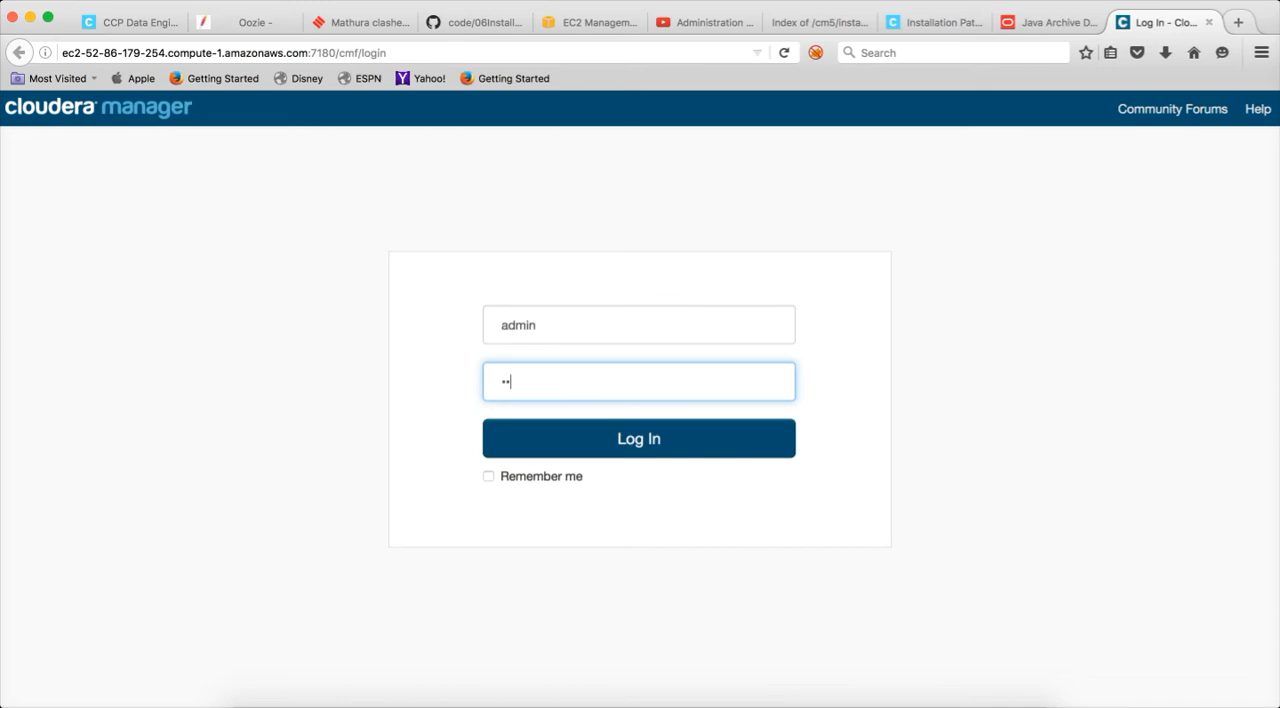 CCP Data Engi...
Oozie -
Mathura clashe...
code/06Install...
EC2 Managem...
Administration ...
Index of /cm5/insta...
Installation Pat...
Java Archive D...
Log In - Clo...
ec2-52-86-179-254.compute-1.amazonaws.com:7180/cmf/login
Search
Most Visited
Apple
Getting Started
Disney
ESPN
Yahoo!
Getting Started
cloudera manager
Community Forums
Help
admin
••
Log In
Remember me